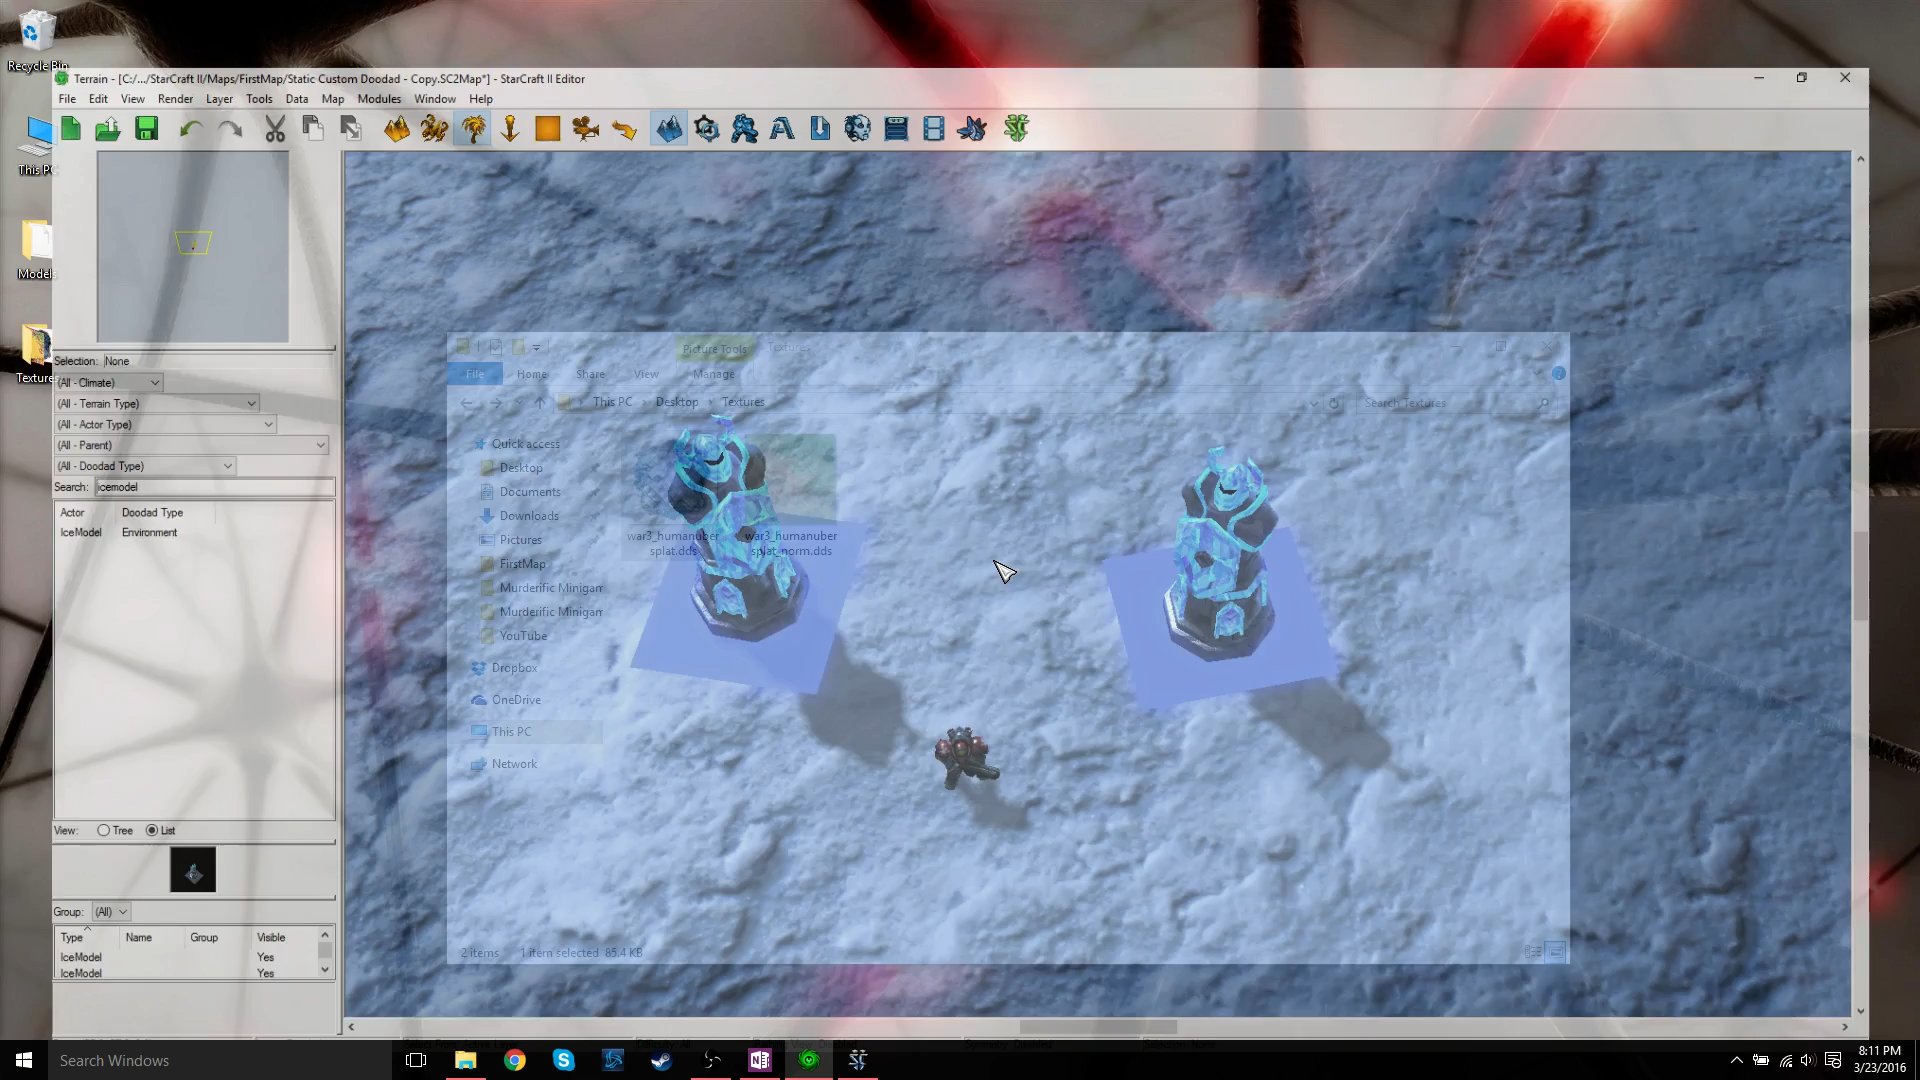 Recycle Bin
Terrain - [C:/.../StarCraft II/Maps/FirstMap/Static Custom Doodad - Copy.SC2Map*] - StarCraft II Editor
File Edit View Render Layer Tools Data Map Modules Window Help
This PC
Models
Textures
Selection: None
(All - Climate)
(All - Terrain Type)
(All - Actor Type)
(All - Parent)
(All - Doodad Type)
Search: icemodel
Actor Doodad Type
IceModel Environment
View: Tree List
Group: (All)
Type Name Group Visible
IceModel Yes
IceModel Yes
Picture Tools Textures
File Home Share View Manage
This PC Desktop Textures
Search Textures
Quick access
Desktop
Documents
Downloads
Pictures
FirstMap
Murderific Minigam
Murderific Minigam
YouTube
Dropbox
OneDrive
This PC
Network
war3_humanuber
splat.dds
war3_humanuber
splat_norm.dds
2 items 1 item selected 85.4 KB
Search Windows
8:11 PM
3/23/2016